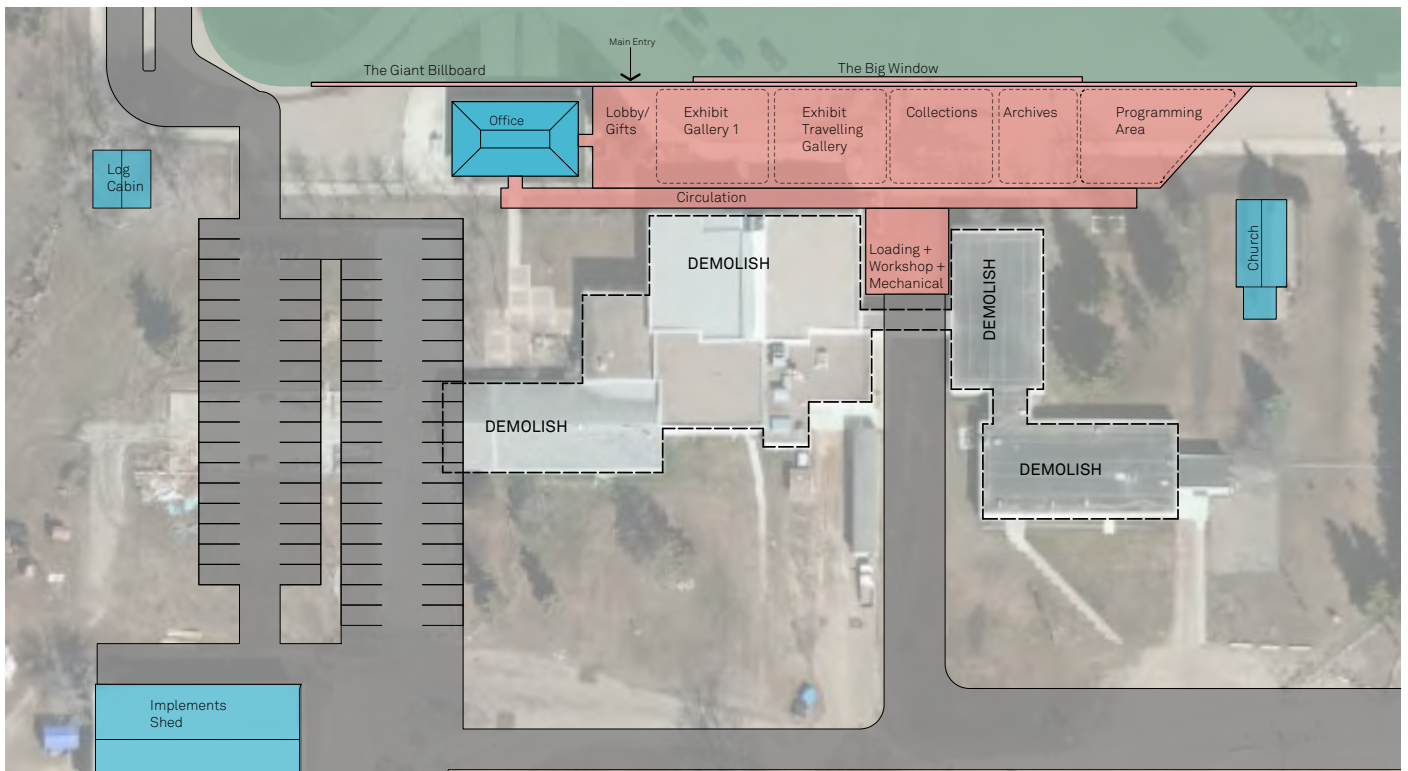 Main Entry
The Giant Billboard
The Big Window
Office
Lobby/
Gifts
Exhibit
Gallery 1
Exhibit
Travelling
Gallery
Collections
Archives
Programming
Area
Log
Cabin
Circulation
Church
Loading +
Workshop +
Mechanical
DEMOLISH
DEMOLISH
DEMOLISH
DEMOLISH
Implements
Shed